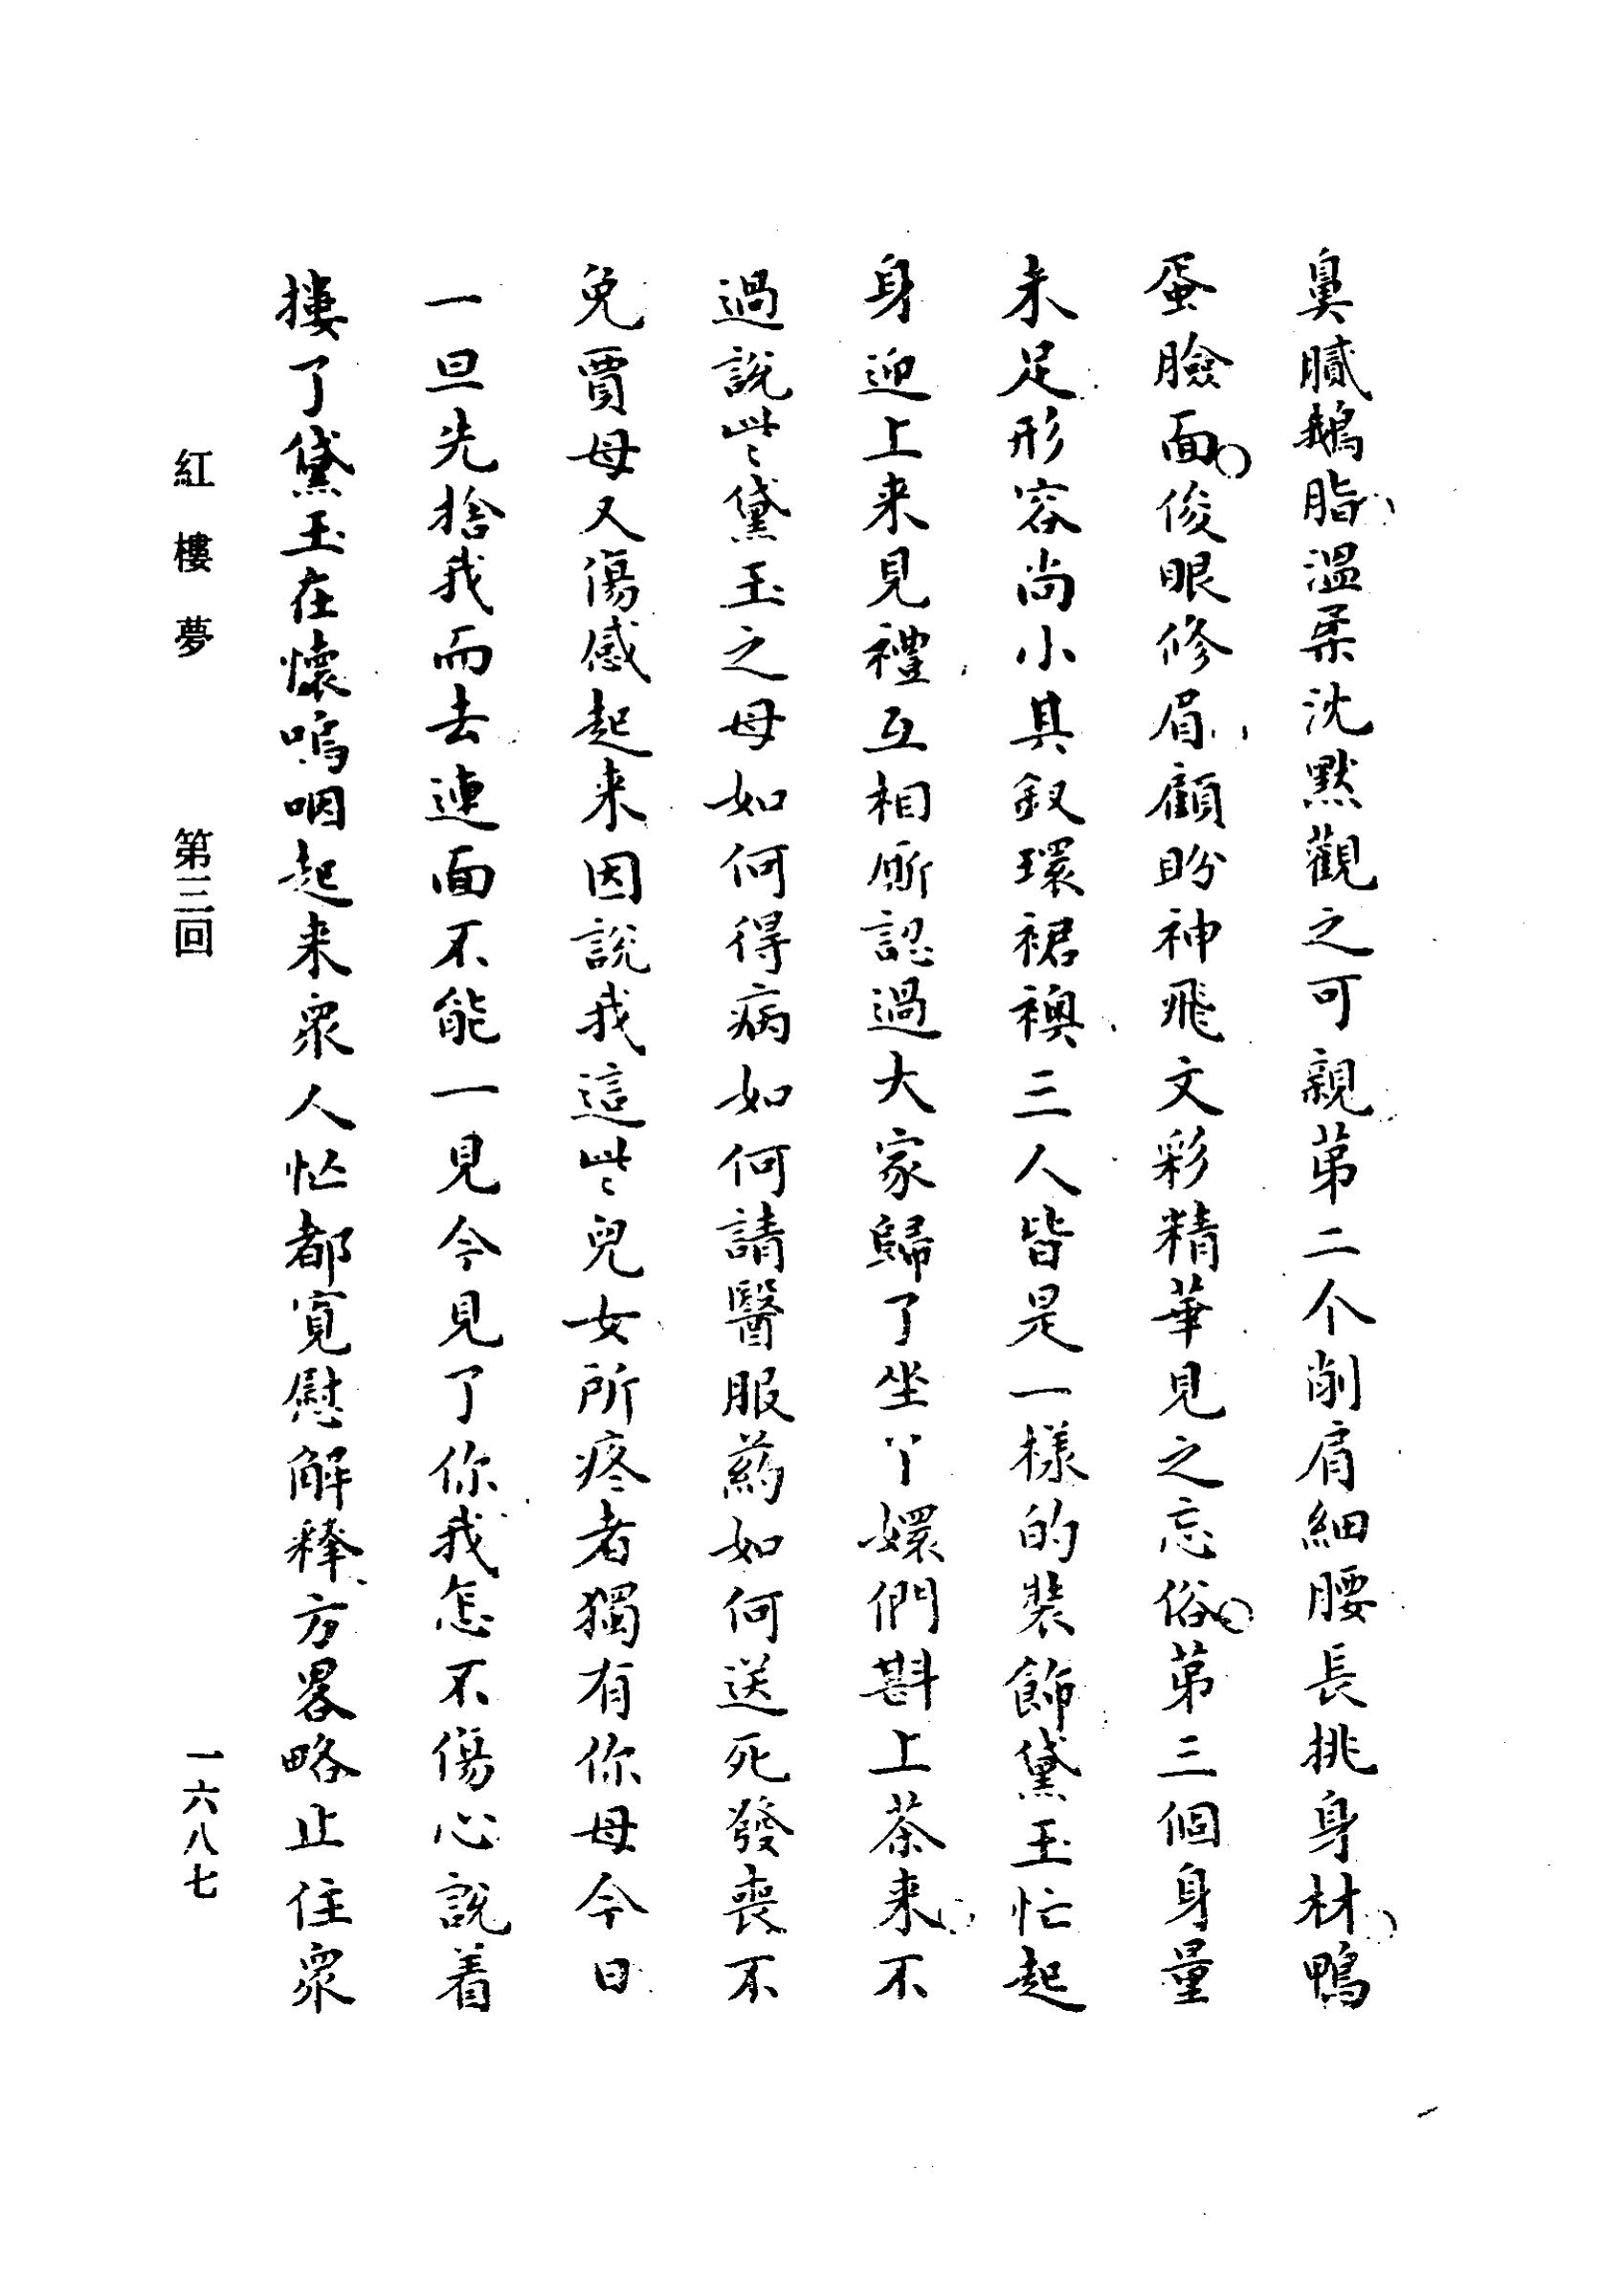 鼻膩鵝脂溫柔沈黙觀之可親苐二个削肩細腰長挑身材鴨
蛋臉面俊眼修眉顧盼神飛文彩精華見之忘俗苐三個身量
未足形容尚小其釵環裙襖三人皆是一樣的裝飾黛玉忙起
身迎上来見禮互相厮認過大家歸了坐丫嬛們斟上茶来不
過說些黛玉之母如何得病如何請醫服藥如何送死發喪不
免賈母又傷感起来因說我這些兒女所疼者獨有你母今日
一旦先捨我而去連面不能一見今見了你我怎不傷心說着
摟了黛玉在懷嗚咽起来衆人忙都寬慰解釋方畧略止住衆
紅樓夢 第三回 一六八七